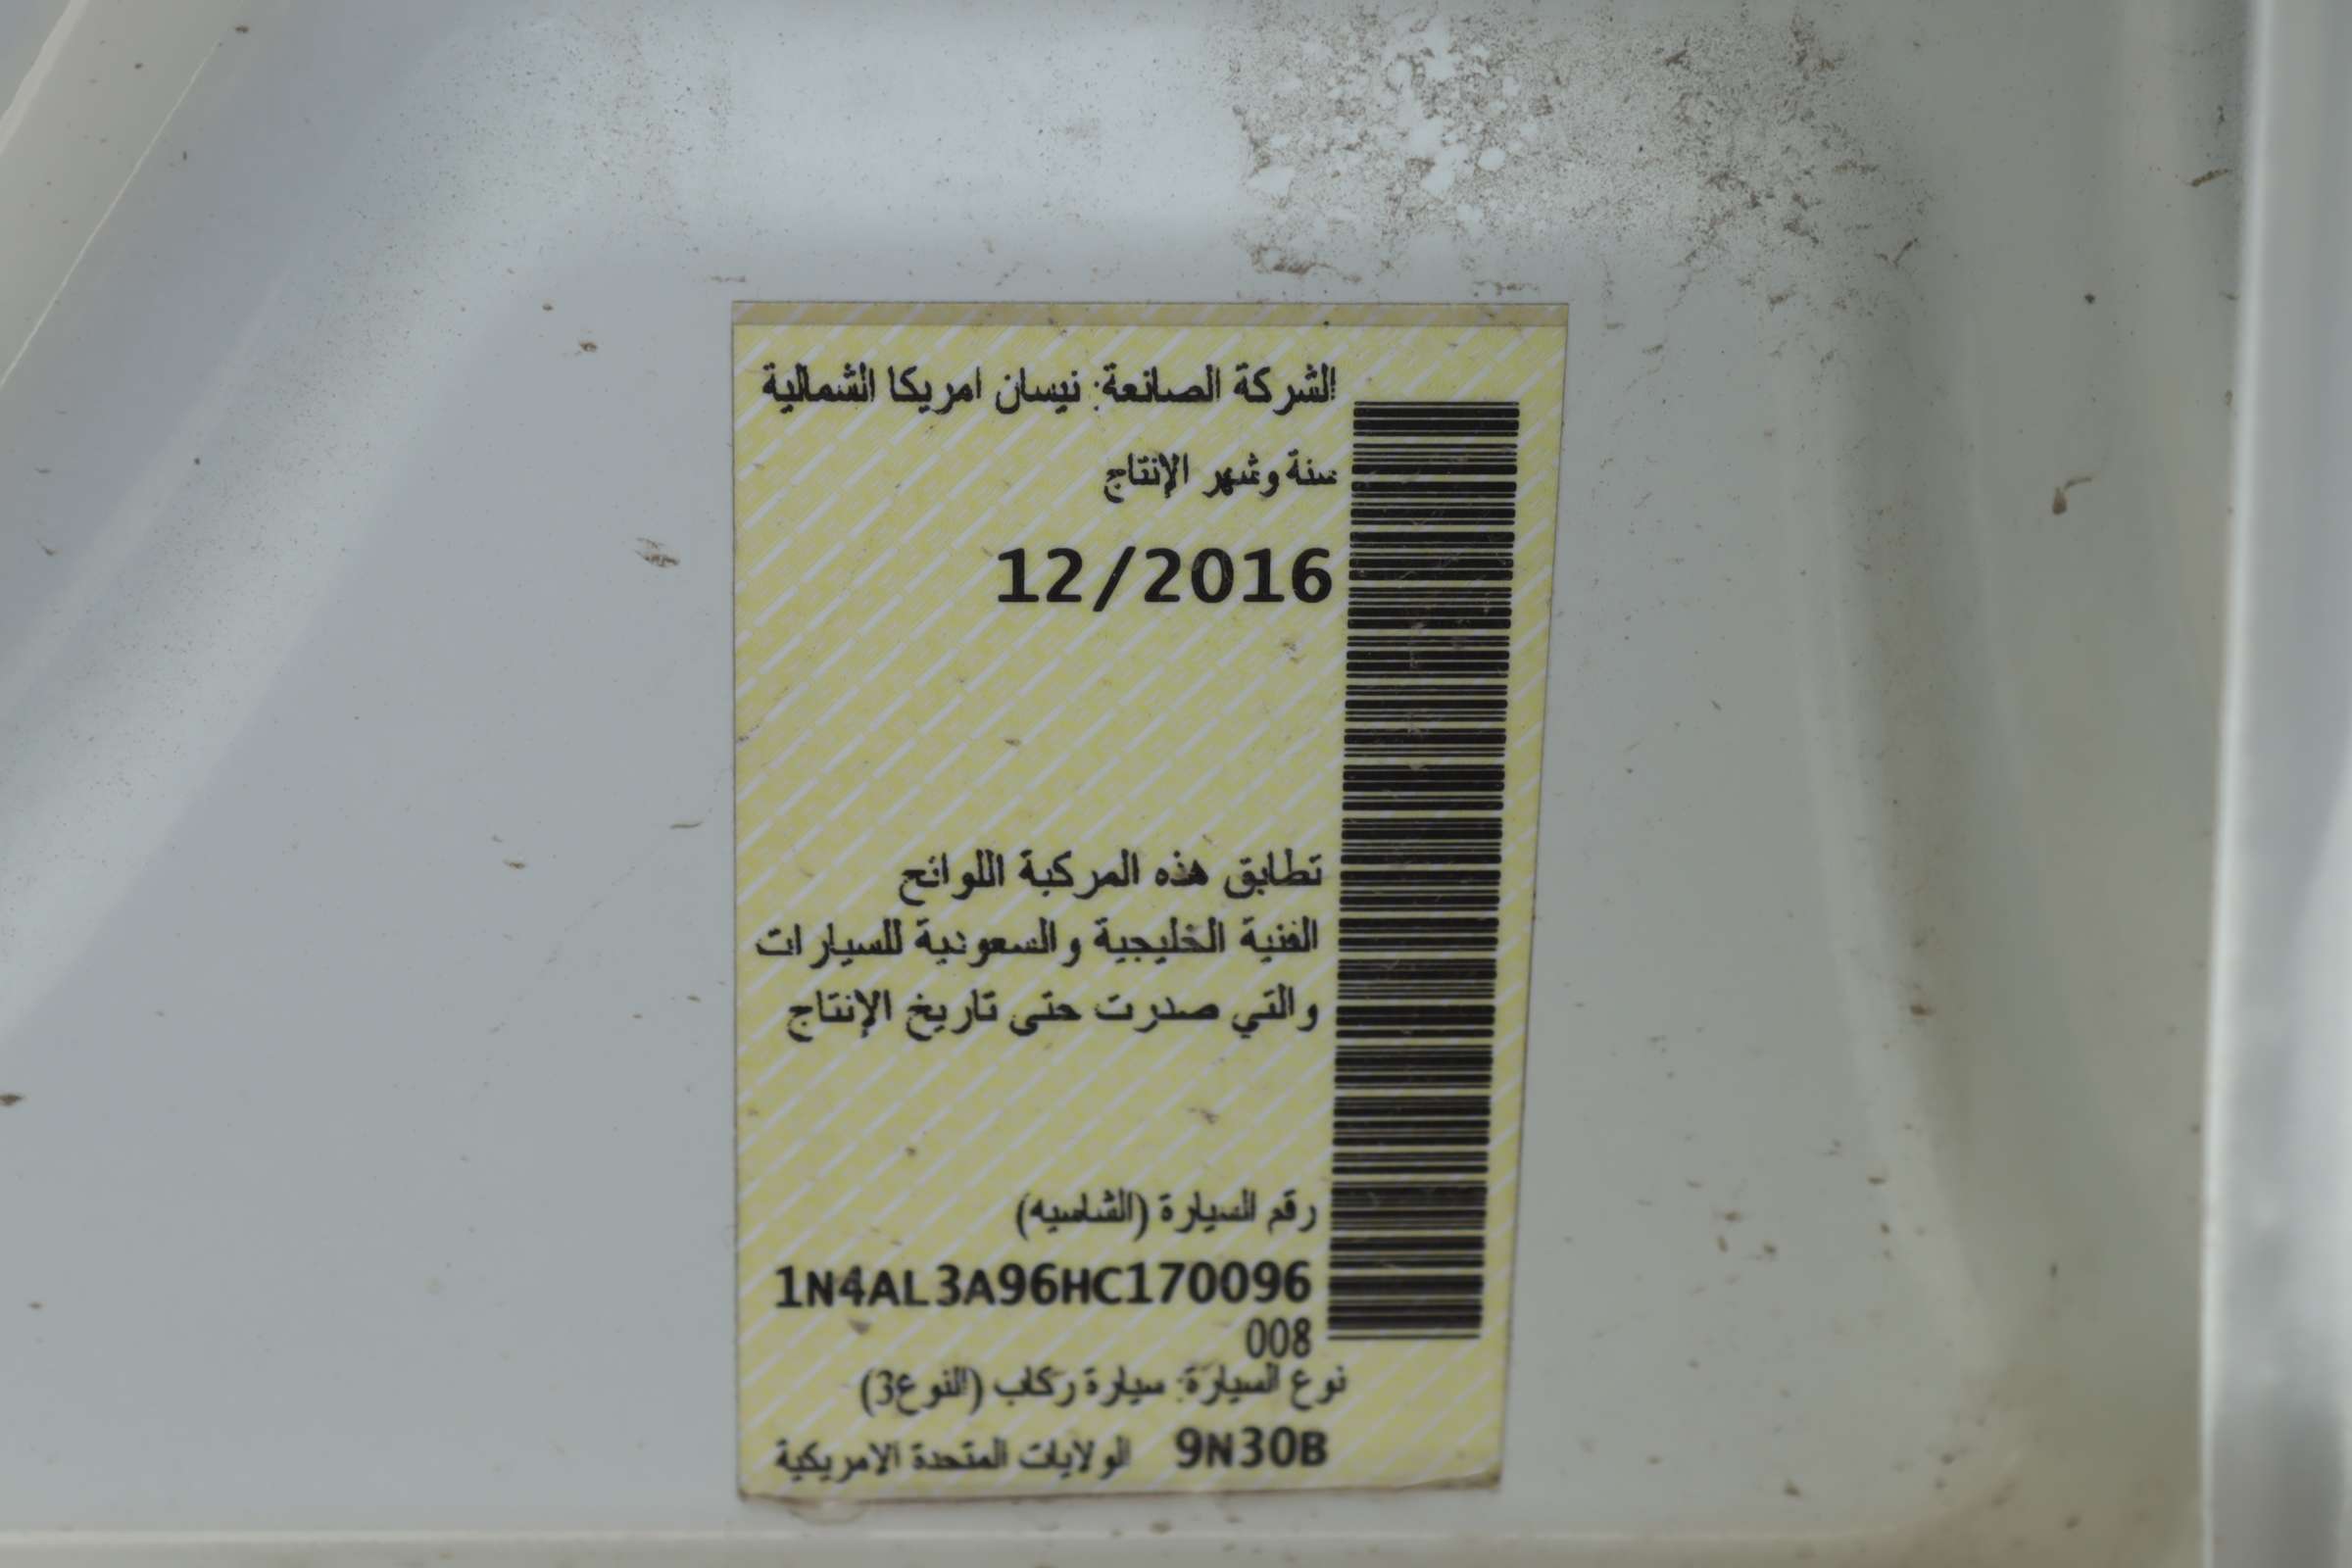 الشركة الصانعة: نيسان امريكا الشمالية
سنة وشهر الإنتاج
12/2016
تطابق هذه المركبة اللوائح
الفنية الخليجية والسعودية للسيارات
والتي صدرت حتى تاريخ الإنتاج
رقم السيارة (الشاسيه)
1N4AL3A96HC170096
008
نوع السيارة: سيارة ركاب (النوع3)
9N30B الولايات المتحدة الامريكية